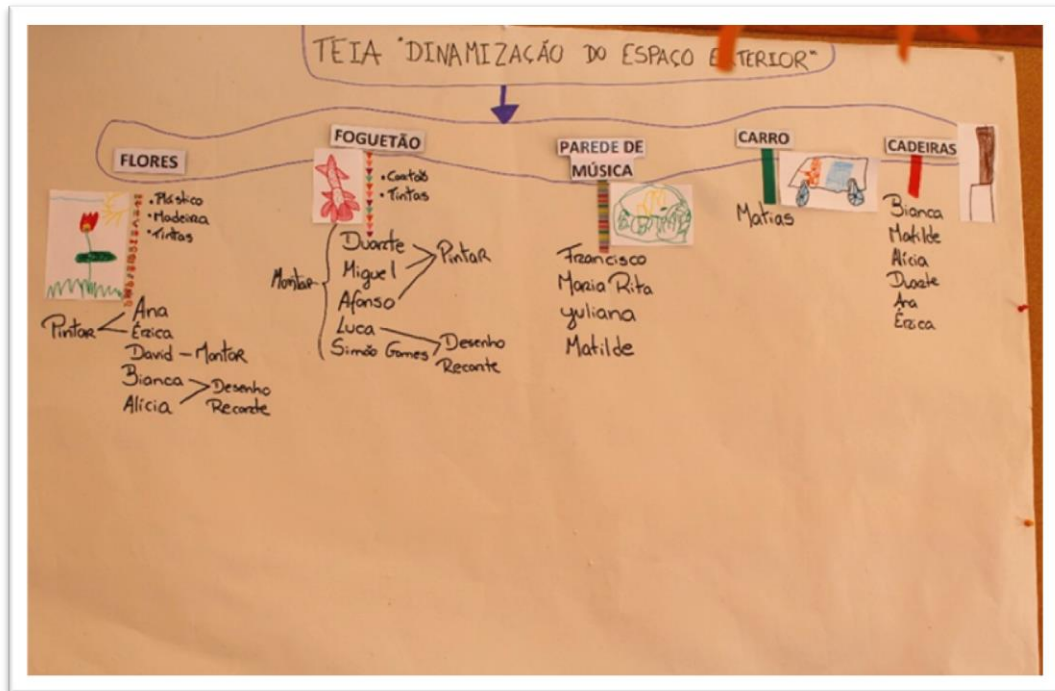 TEIA "DINAMIZAÇÃO DO ESPAÇO EXTERIOR"
FLORES
• Plástico
• Madeira
• Tintas
Pintar
Ana
Érica
David - Montar
Bianca
Alícia
Desenho
Recorte
FOGUETÃO
• Cartão
• Tintas
Montar
Duarte
Miguel
Afonso
Pintar
Luca
Simão Gomes
Desenho
Recorte
PAREDE DE
MÚSICA
Francisco
Maria Rita
Yuliana
Matilde
CARRO
Matias
CADEIRAS
Bianca
Matilde
Alícia
Duarte
Ana
Érica